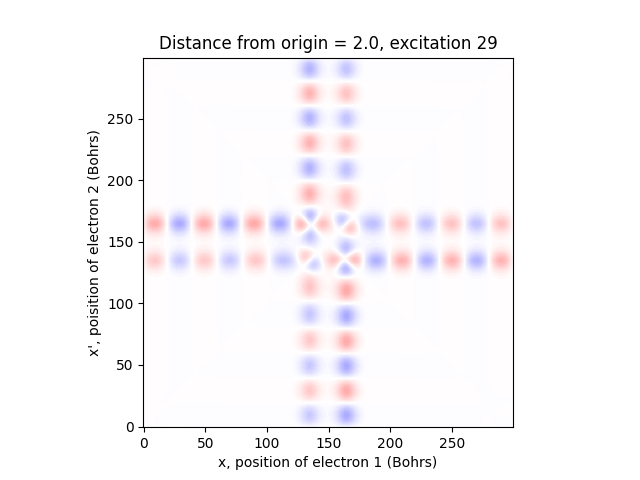 Distance from origin = 2.0, excitation 29
250
200
150
100
50
0
x', poisition of electron 2 (Bohrs)
0 50 100 150 200 250
x, position of electron 1 (Bohrs)